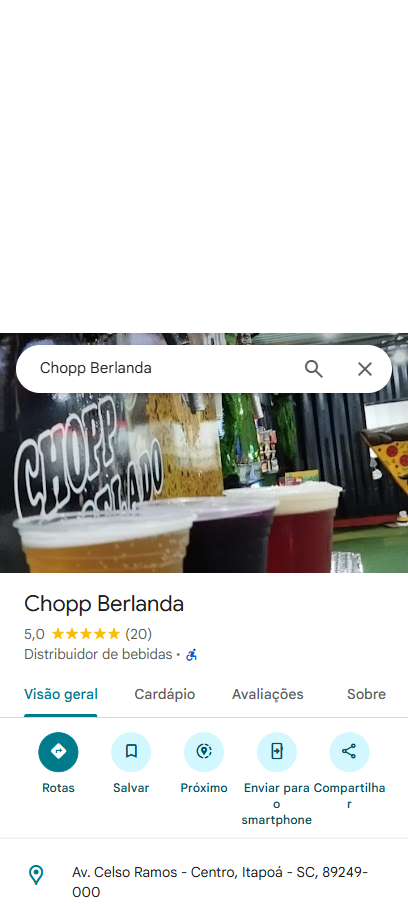 Chopp Berlanda
CHOPP
GELADO
Chopp Berlanda
5,0 (20)
Distribuidor de bebidas ·
Visão geral Cardápio Avaliações Sobre
Rotas Salvar Próximo Enviar para o smartphone Compartilhar
Av. Celso Ramos - Centro, Itapoá - SC, 89249-
000